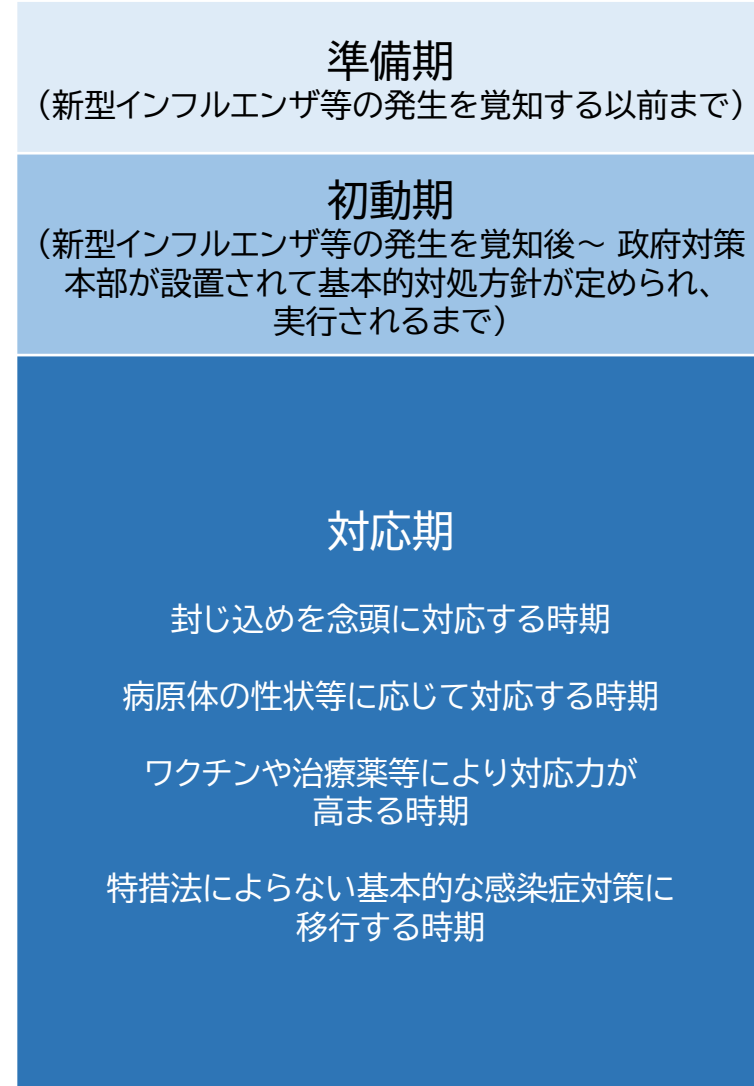 準備期
（新型インフルエンザ等の発生を覚知する以前まで）
初動期
（新型インフルエンザ等の発生を覚知後～ 政府対策
本部が設置されて基本的対処方針が定められ、
実行されるまで）
対応期
封じ込めを念頭に対応する時期
病原体の性状等に応じて対応する時期
ワクチンや治療薬等により対応力が
高まる時期
特措法によらない基本的な感染症対策に
移行する時期